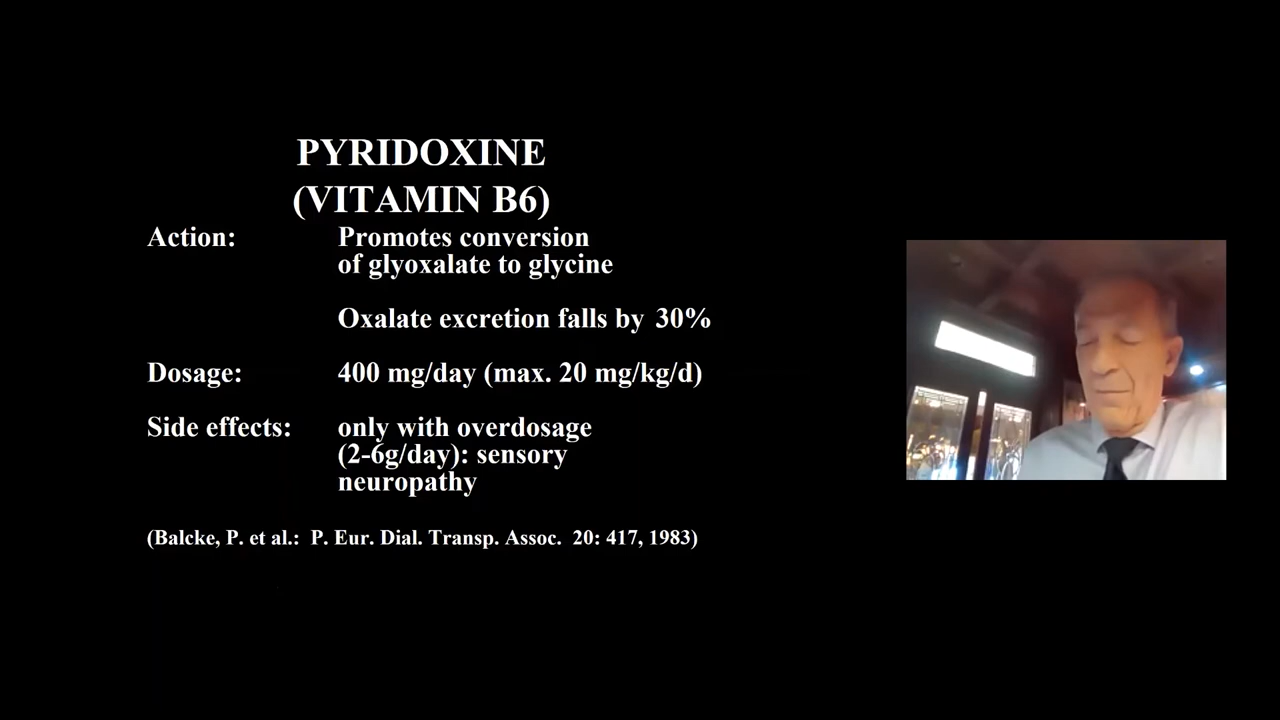 PYRIDOXINE
(VITAMIN B6)
Action: Promotes conversion
of glyoxalate to glycine
Oxalate excretion falls by 30%
Dosage: 400 mg/day (max. 20 mg/kg/d)
Side effects: only with overdosage
(2-6g/day): sensory
neuropathy
(Balcke, P. et al.: P. Eur. Dial. Transp. Assoc. 20: 417, 1983)